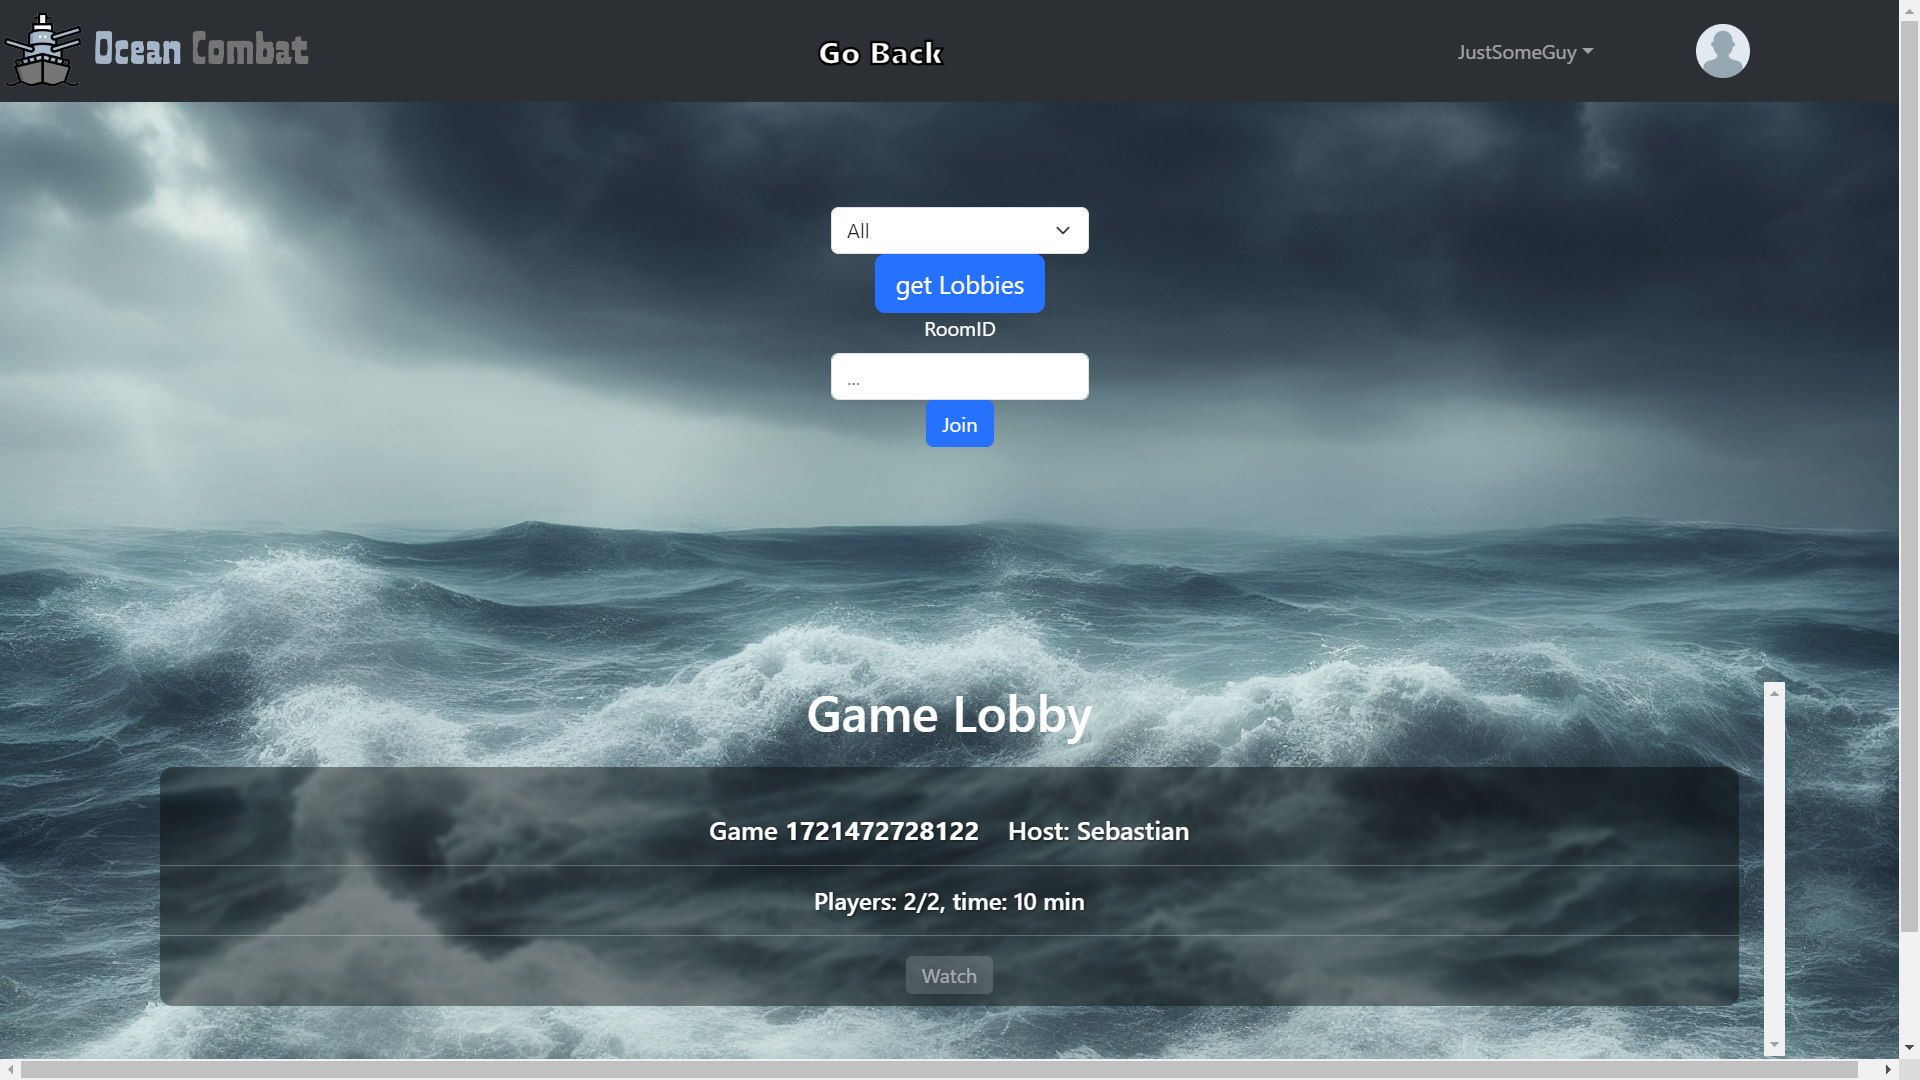 Ocean Combat
Go Back
JustSomeGuy
All
get Lobbies
RoomID
...
Join
Game Lobby
Game 1721472728122 Host: Sebastian
Players: 2/2, time: 10 min
Watch